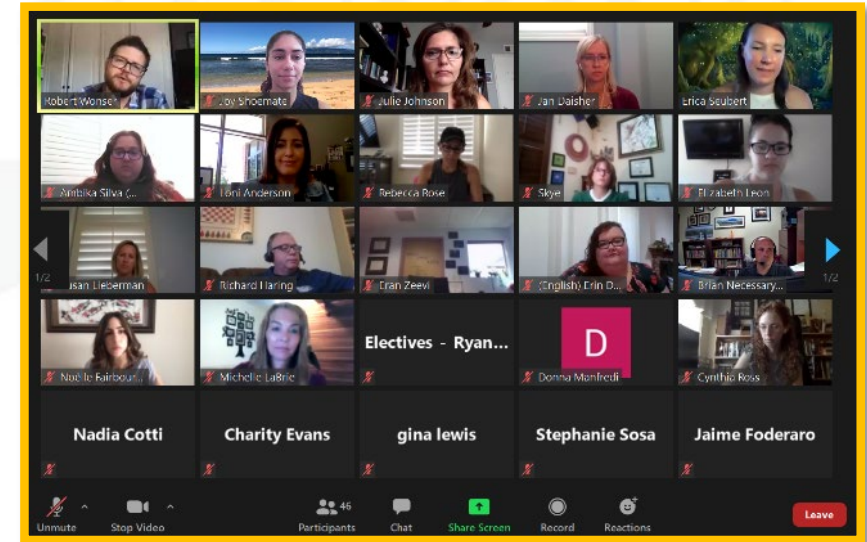 Robert Wonser
Joy Shoemate
Julie Johnson
Jan Daisher
Erica Seubert
Ambika Silva (...
Loni Anderson
Rebecca Rose
Skye
Elizabeth Leon
1/2
usan Lieberman
Richard Haring
Eran Zeevi
(English) Erin D...
Brian Necessary...
1/2
Noelle Fairbour...
Michelle LaBrie
Electives - Ryan...
D
Donna Manfredi
Cynthia Ross
Nadia Cotti
Charity Evans
gina lewis
Stephanie Sosa
Jaime Foderaro
Unmute
Stop Video
46
Participants
Chat
Share Screen
Record
Reactions
Leave